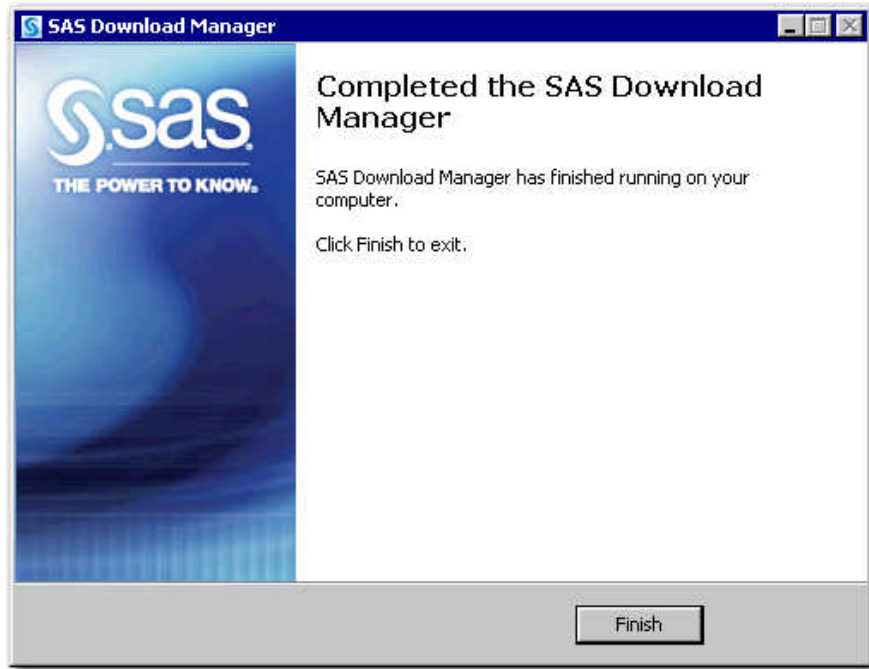 SAS Download Manager
sas
THE POWER TO KNOW.
Completed the SAS Download
Manager
SAS Download Manager has finished running on your
computer.
Click Finish to exit.
Finish